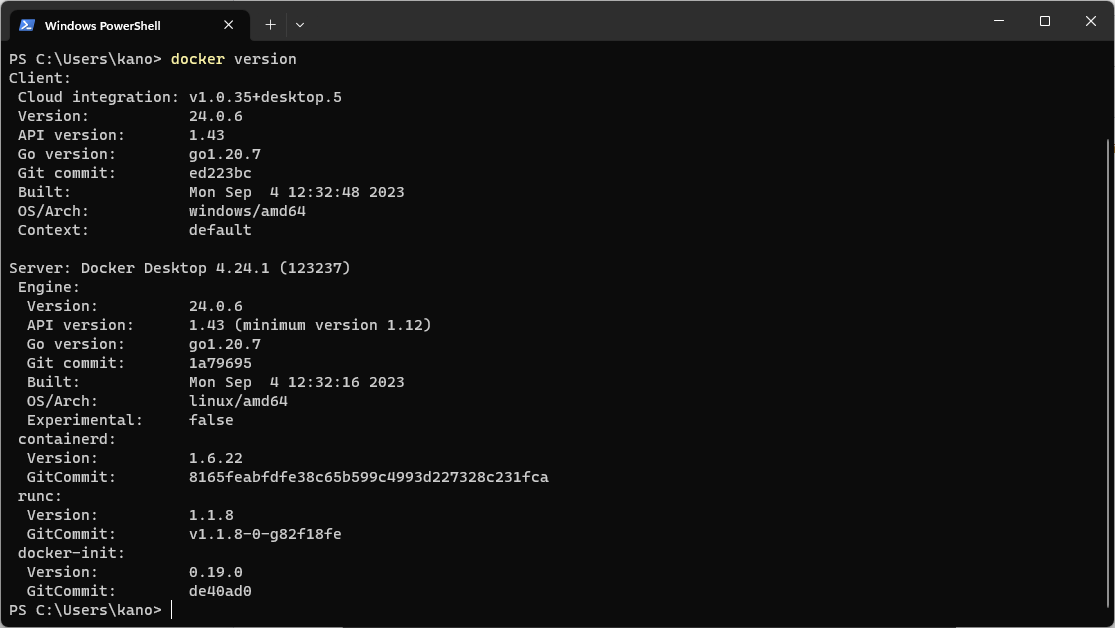 Windows PowerShell
PS C:\Users\kano> docker version
Client:
 Cloud integration: v1.0.35+desktop.5
 Version:           24.0.6
 API version:       1.43
 Go version:        go1.20.7
 Git commit:        ed223bc
 Built:             Mon Sep  4 12:32:48 2023
 OS/Arch:           windows/amd64
 Context:           default

Server: Docker Desktop 4.24.1 (123237)
 Engine:
  Version:          24.0.6
  API version:      1.43 (minimum version 1.12)
  Go version:       go1.20.7
  Git commit:       1a79695
  Built:            Mon Sep  4 12:32:16 2023
  OS/Arch:          linux/amd64
  Experimental:     false
 containerd:
  Version:          1.6.22
  GitCommit:        8165feabfdfe38c65b599c4993d227328c231fca
 runc:
  Version:          1.1.8
  GitCommit:        v1.1.8-0-g82f18fe
 docker-init:
  Version:          0.19.0
  GitCommit:        de40ad0
PS C:\Users\kano>